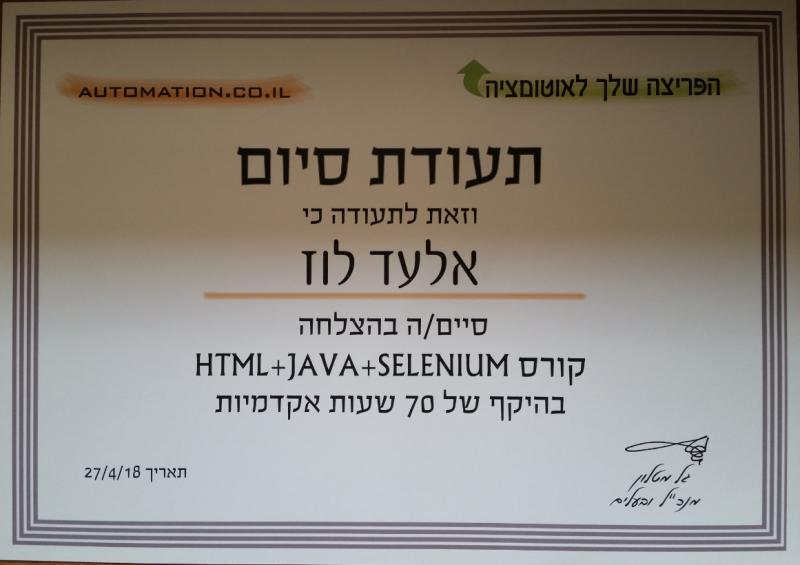 AUTOMATION.CO.IL
הפריצה שלך לאוטומציה
תעודת סיום
וזאת לתעודה כי
אלעד לוז
סיים/ה בהצלחה
קורס HTML+JAVA+SELENIUM
בהיקף של 70 שעות אקדמיות
תאריך 27/4/18
גל מטלון
מנכ"ל ובעלים